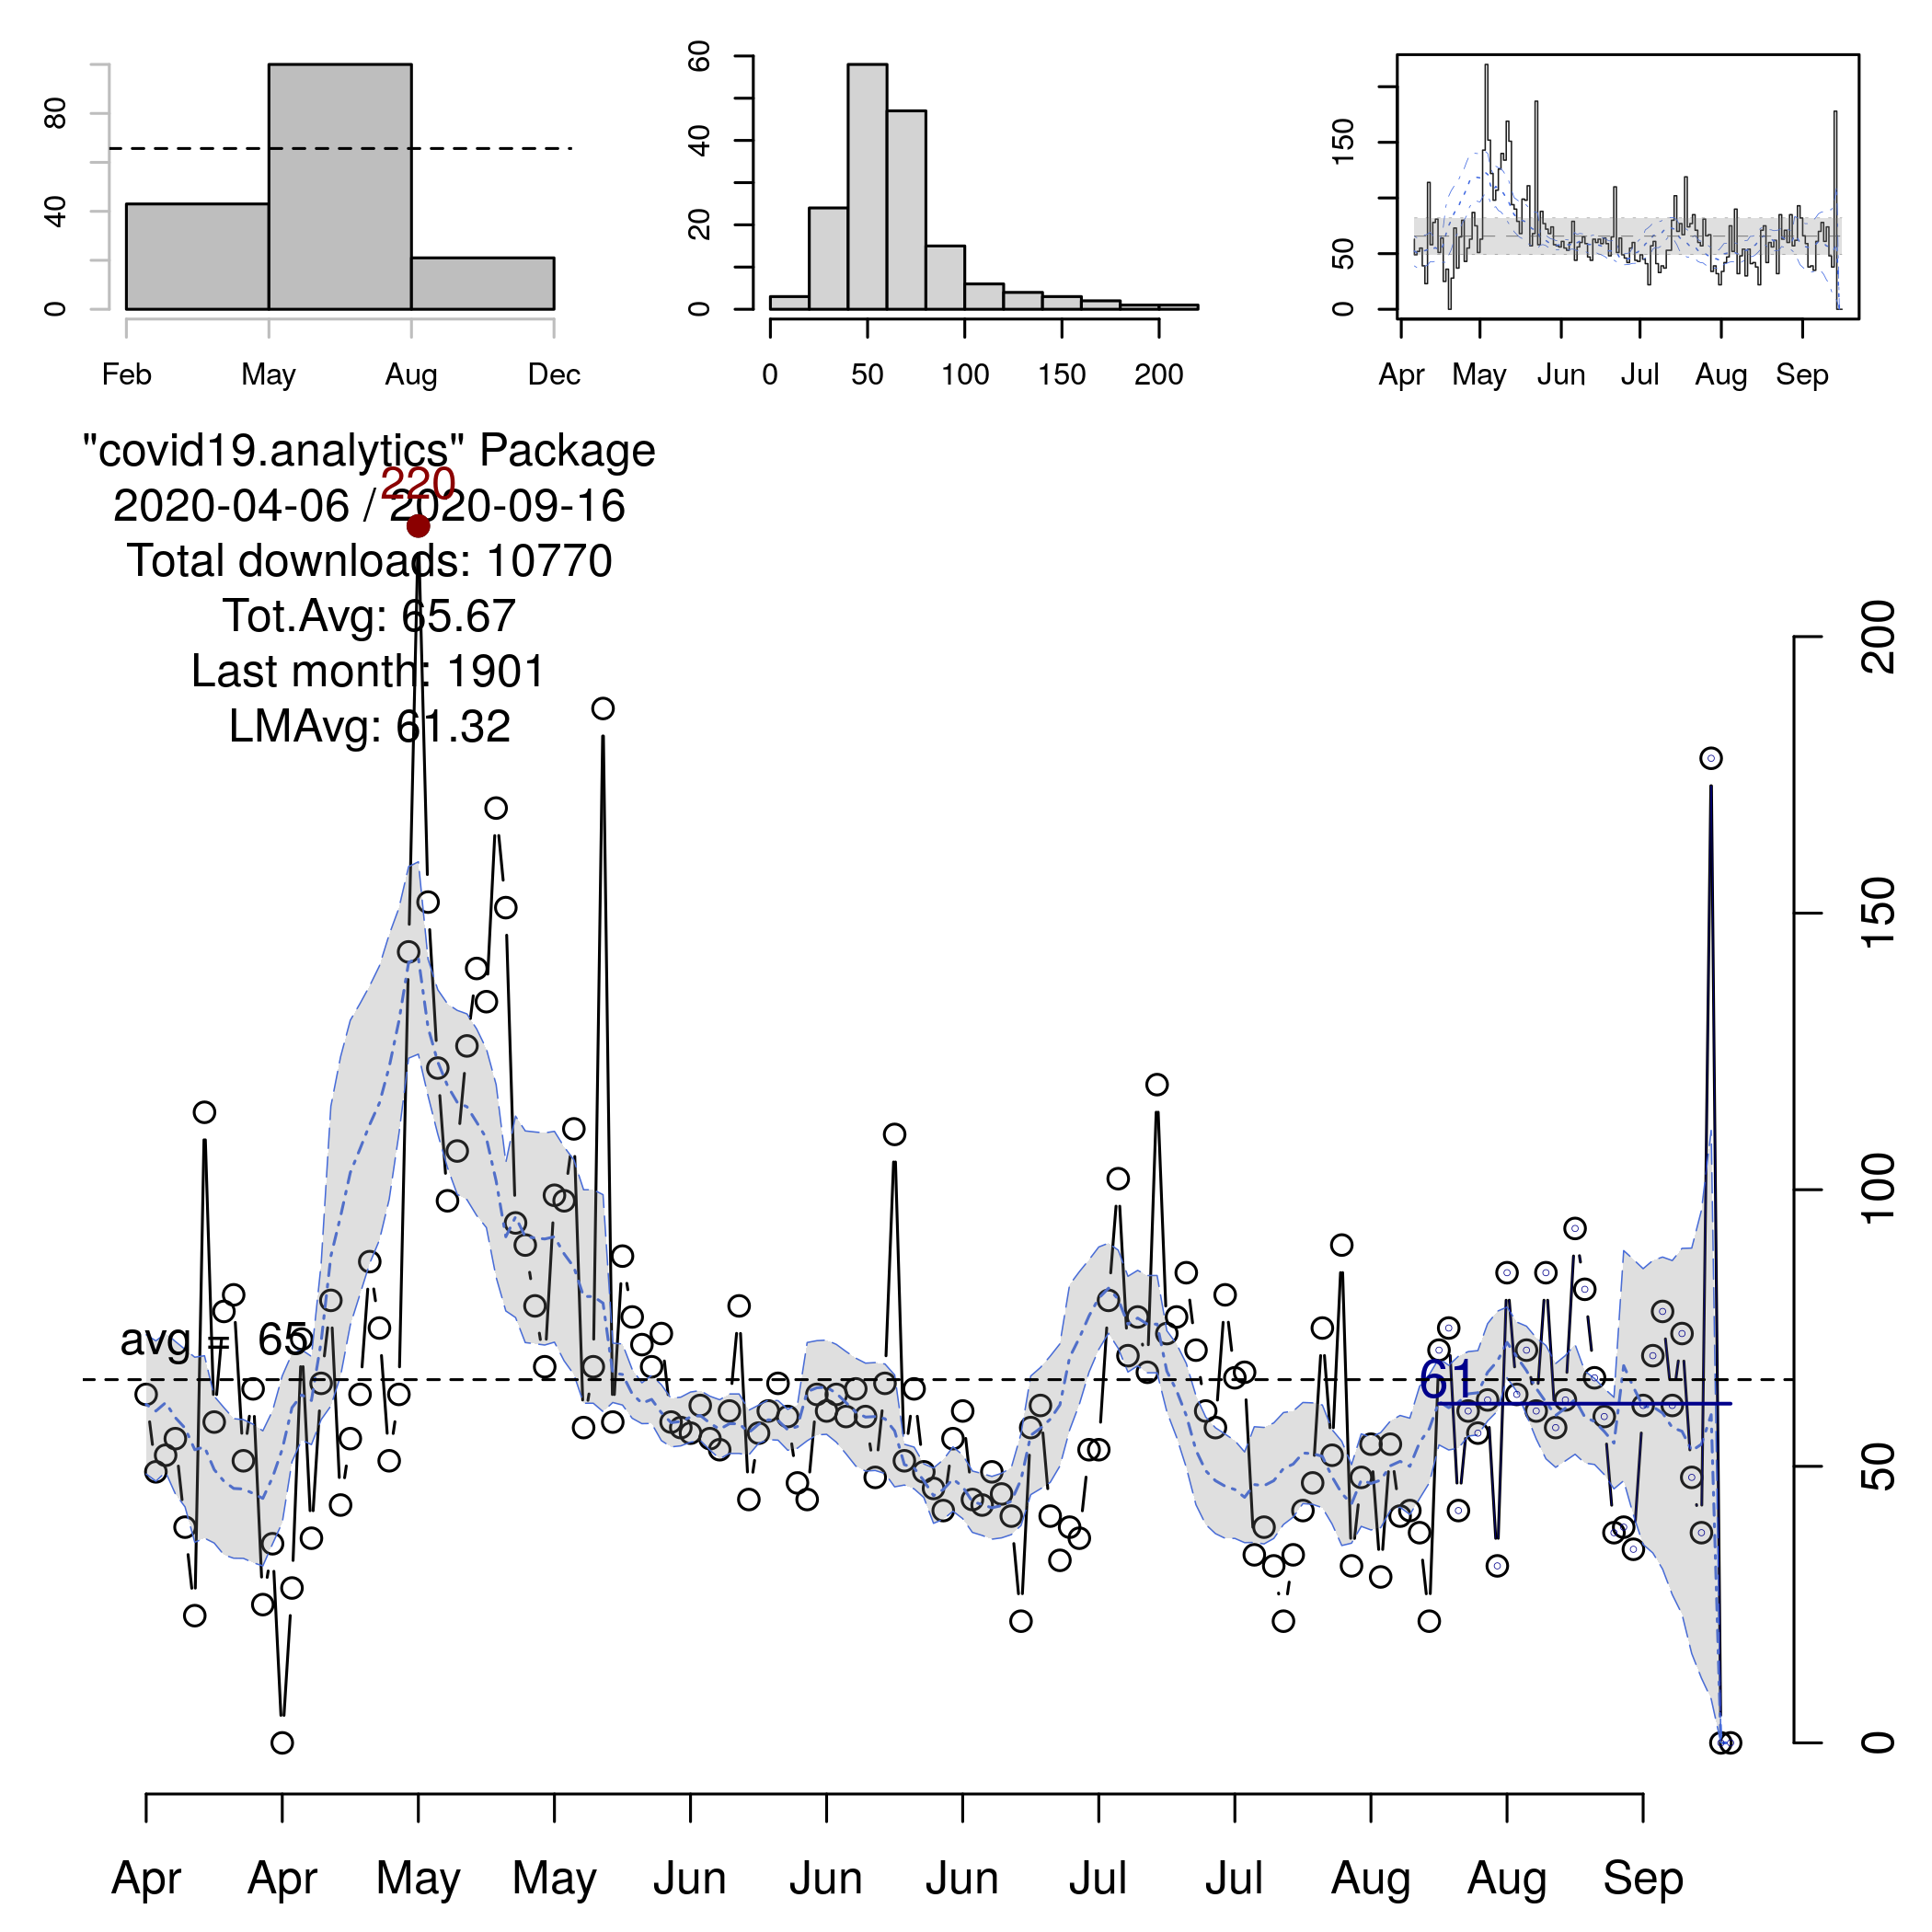 80
40
0
Feb May Aug Dec
60
40
20
0
0 50 100 150 200
150
50
0
Apr May Jun Jul Aug Sep
"covid19.analytics" Package
220
2020-04-06 / 2020-09-16
Total downloads: 10770
Tot.Avg: 65.67
Last month: 1901
LMAvg: 61.32
avg = 65
61
200
150
100
50
0
Apr Apr May May Jun Jun Jun Jul Jul Aug Aug Sep